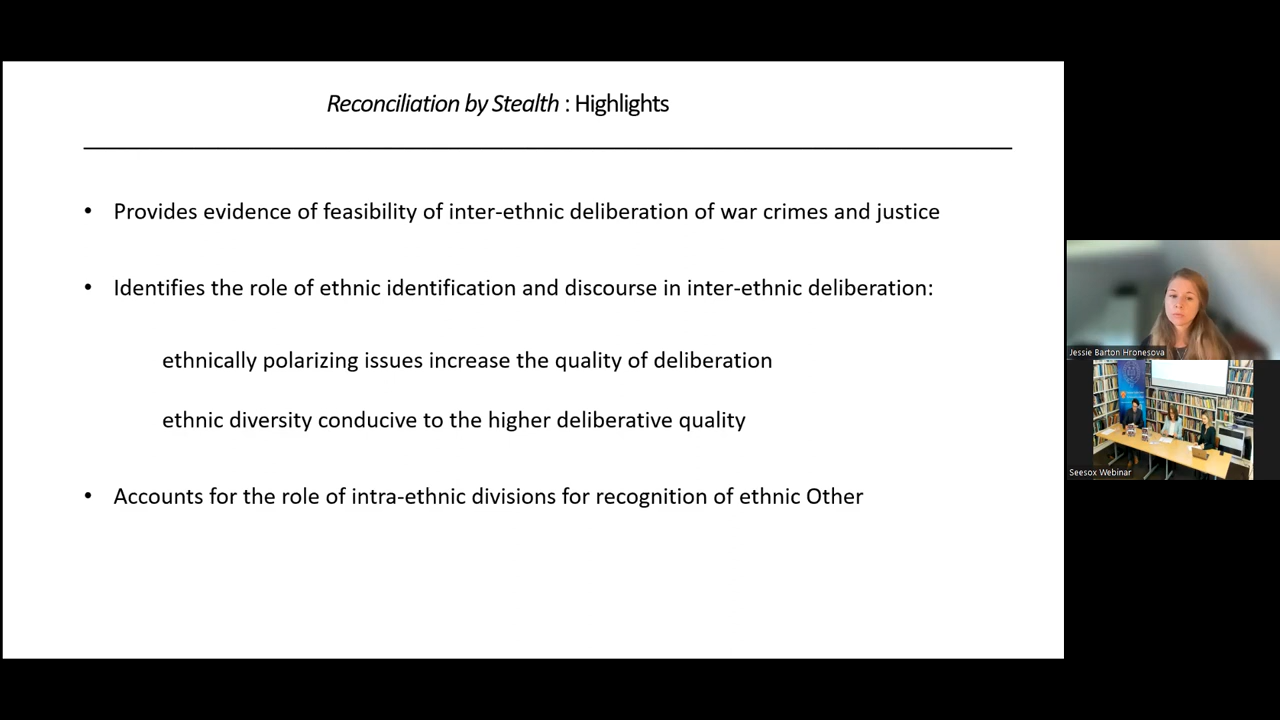 Reconciliation by Stealth : Highlights
• Provides evidence of feasibility of inter-ethnic deliberation of war crimes and justice
• Identifies the role of ethnic identification and discourse in inter-ethnic deliberation:
ethnically polarizing issues increase the quality of deliberation
ethnic diversity conducive to the higher deliberative quality
• Accounts for the role of intra-ethnic divisions for recognition of ethnic Other
Jessie Barton Hronesova
Seesox Webinar